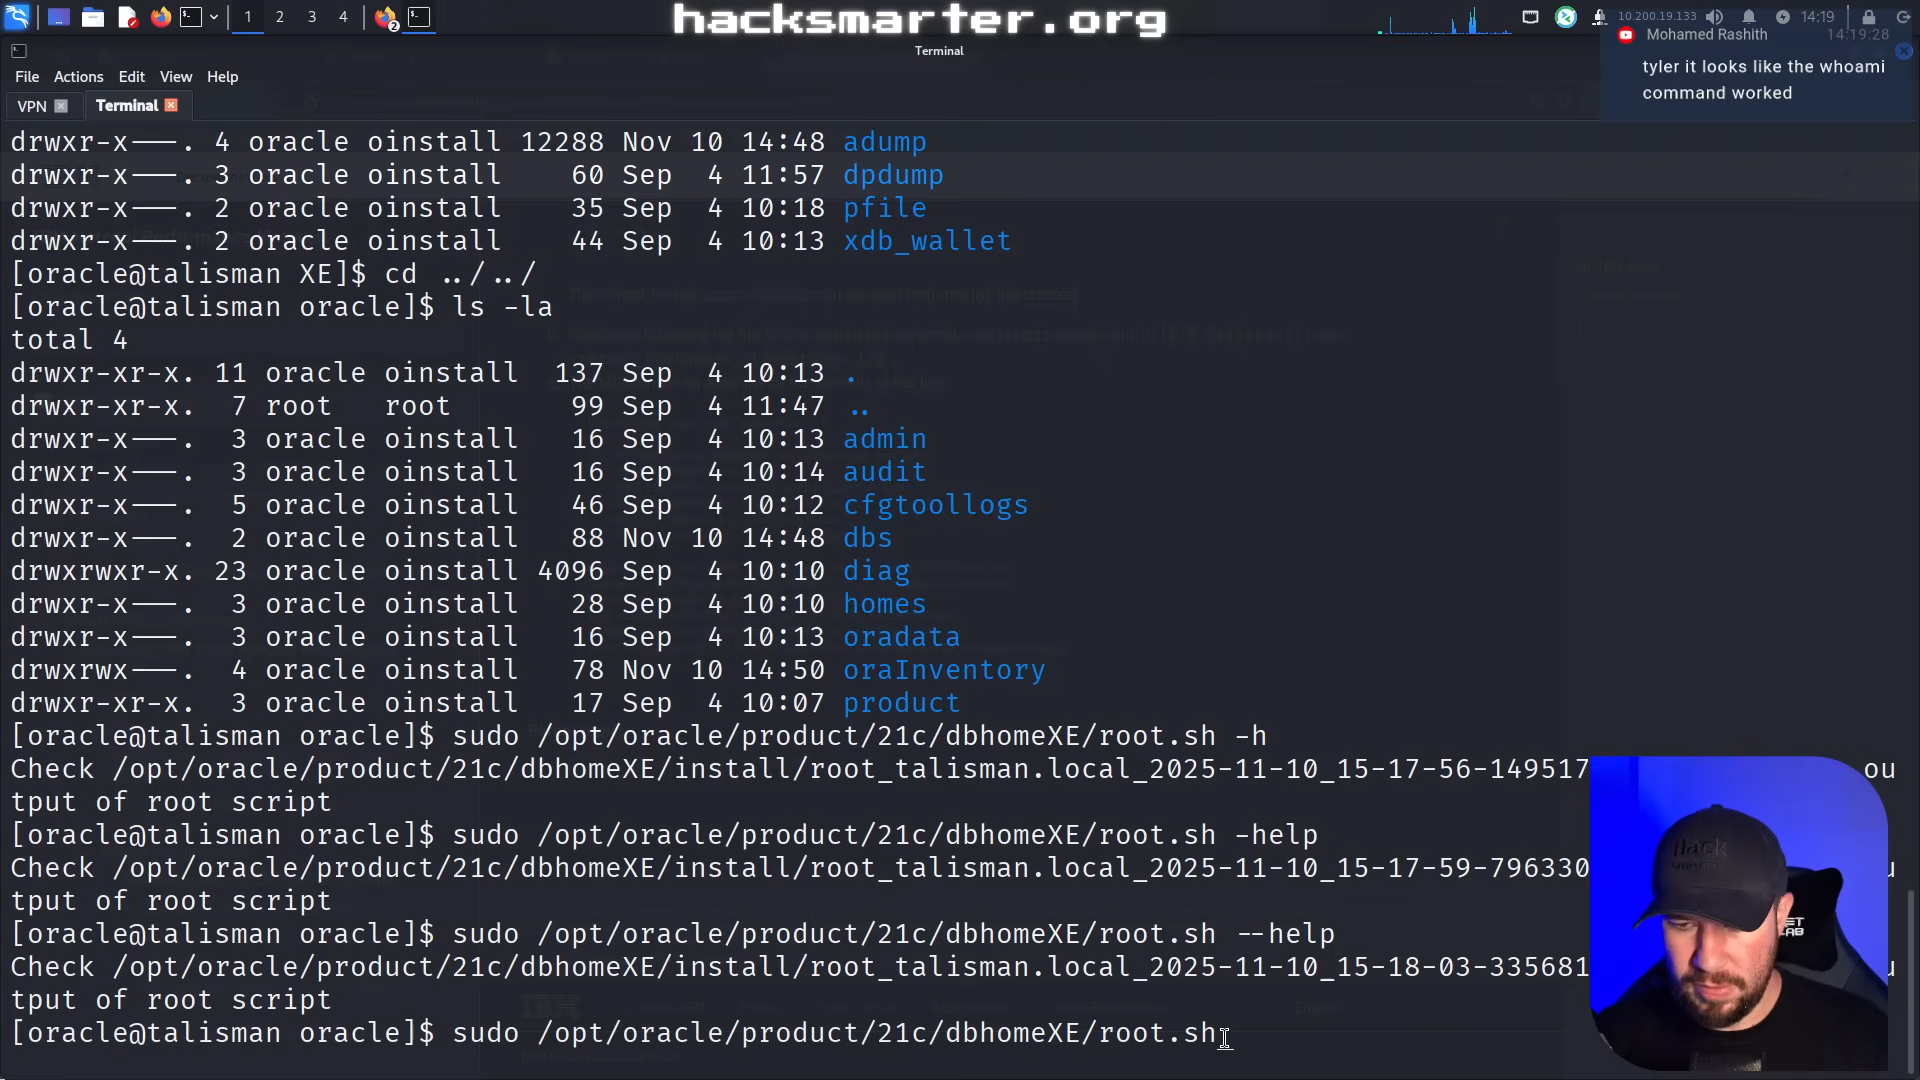 1 2 3 4
2
hacksmarter.org
10.200.19.133
14:19
Terminal
Mohamed Rashith 14:19:28
tyler it looks like the whoami
command worked
File Actions Edit View Help
VPN Terminal
drwxr-x---. 4 oracle oinstall 12288 Nov 10 14:48 adump
drwxr-x---. 3 oracle oinstall 60 Sep 4 11:57 dpdump
drwxr-x---. 2 oracle oinstall 35 Sep 4 10:18 pfile
drwxr-x---. 2 oracle oinstall 44 Sep 4 10:13 xdb_wallet
[oracle@talisman XE]$ cd ../../
[oracle@talisman oracle]$ ls -la
total 4
drwxr-xr-x. 11 oracle oinstall 137 Sep 4 10:13 .
drwxr-xr-x. 7 root root 99 Sep 4 11:47 ..
drwxr-x---. 3 oracle oinstall 16 Sep 4 10:13 admin
drwxr-x---. 3 oracle oinstall 16 Sep 4 10:14 audit
drwxr-x---. 5 oracle oinstall 46 Sep 4 10:12 cfgtoollogs
drwxr-x---. 2 oracle oinstall 88 Nov 10 14:48 dbs
drwxrwxr-x. 23 oracle oinstall 4096 Sep 4 10:10 diag
drwxr-x---. 3 oracle oinstall 28 Sep 4 10:10 homes
drwxr-x---. 3 oracle oinstall 16 Sep 4 10:13 oradata
drwxrwx---. 4 oracle oinstall 78 Nov 10 14:50 oraInventory
drwxr-xr-x. 3 oracle oinstall 17 Sep 4 10:07 product
[oracle@talisman oracle]$ sudo /opt/oracle/product/21c/dbhomeXE/root.sh -h
Check /opt/oracle/product/21c/dbhomeXE/install/root_talisman.local_2025-11-10_15-17-56-149517 ou
tput of root script
[oracle@talisman oracle]$ sudo /opt/oracle/product/21c/dbhomeXE/root.sh -help
Check /opt/oracle/product/21c/dbhomeXE/install/root_talisman.local_2025-11-10_15-17-59-796330 u
tput of root script
[oracle@talisman oracle]$ sudo /opt/oracle/product/21c/dbhomeXE/root.sh --help
Check /opt/oracle/product/21c/dbhomeXE/install/root_talisman.local_2025-11-10_15-18-03-335681 u
tput of root script
[oracle@talisman oracle]$ sudo /opt/oracle/product/21c/dbhomeXE/root.sh